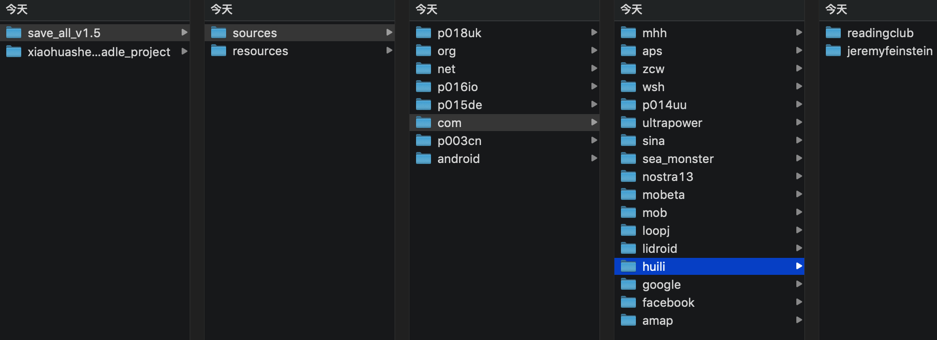 今天
save_all_v1.5
xiaohuashe...adle_project
今天
sources
resources
今天
p018uk
org
net
p016io
p015de
com
p003cn
android
今天
mhh
aps
zcw
wsh
p014uu
ultrapower
sina
sea_monster
nostra13
mobeta
mob
loopj
lidroid
huili
google
facebook
amap
今天
readingclub
jeremyfeinstein